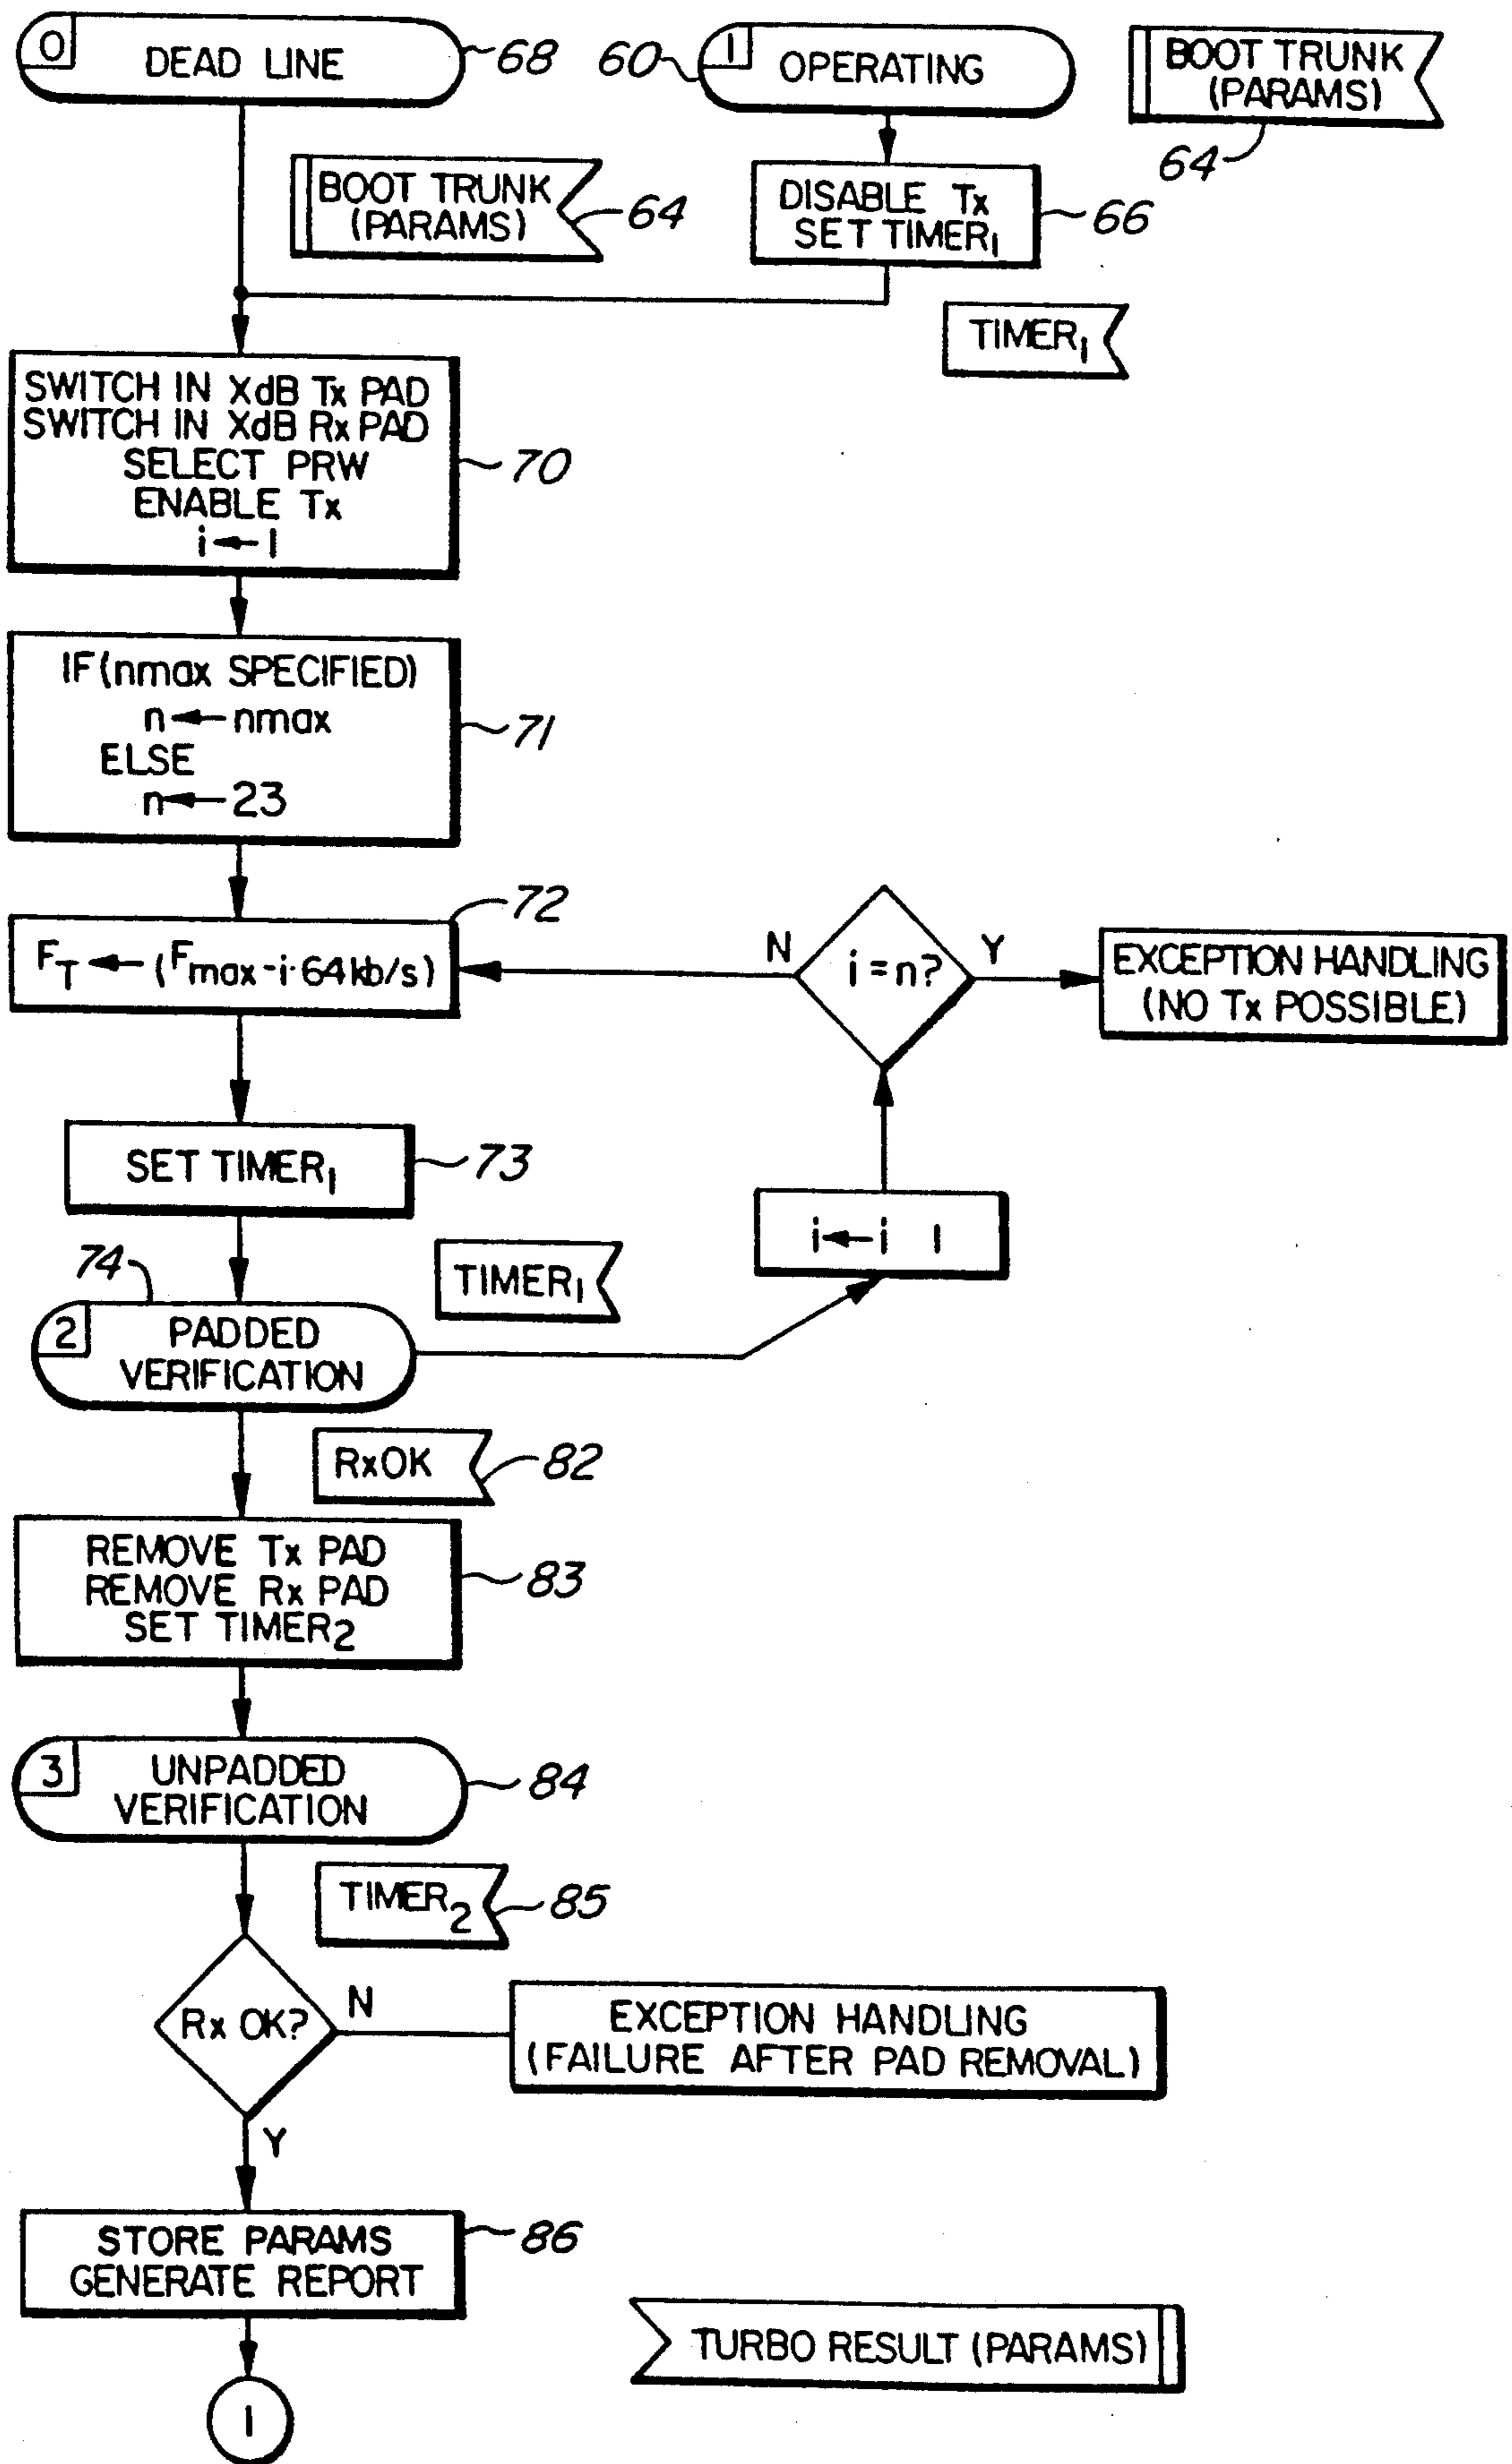 0
DEAD LINE
68
60
1
OPERATING
BOOT TRUNK
(PARAMS)
64
BOOT TRUNK
(PARAMS)
64
DISABLE Tx
SET TIMER1
66
TIMER1
SWITCH IN XdB Tx PAD
SWITCH IN XdB Rx PAD
SELECT PRW
ENABLE Tx
i ← 1
70
IF (nmax SPECIFIED)
n ← nmax
ELSE
n ← 23
71
72
FT ← (Fmax - i · 64kb/s)
N
i = n?
Y
EXCEPTION HANDLING
(NO Tx POSSIBLE)
SET TIMER1
73
i ← i 1
74
TIMER1
2
PADDED
VERIFICATION
RxOK
82
REMOVE Tx PAD
REMOVE Rx PAD
SET TIMER2
83
3
UNPADDED
VERIFICATION
84
TIMER2
85
Rx OK?
N
EXCEPTION HANDLING
(FAILURE AFTER PAD REMOVAL)
Y
STORE PARAMS
GENERATE REPORT
86
TURBO RESULT (PARAMS)
1